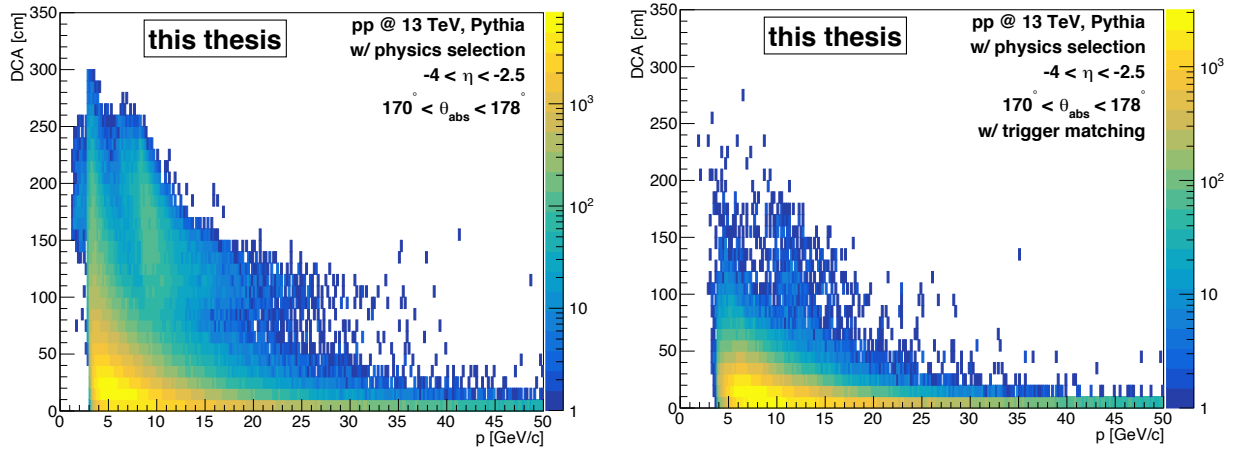 DCA [cm]
350
300
250
200
150
100
50
0
this thesis
pp @ 13 TeV, Pythia
w/ physics selection
-4 < η < -2.5
170° < θabs < 178°
10³
10²
10
1
0 5 10 15 20 25 30 35 40 45 50
p [GeV/c]
DCA [cm]
350
300
250
200
150
100
50
0
this thesis
pp @ 13 TeV, Pythia
w/ physics selection
-4 < η < -2.5
170° < θabs < 178°
w/ trigger matching
10³
10²
10
1
0 5 10 15 20 25 30 35 40 45 50
p [GeV/c]